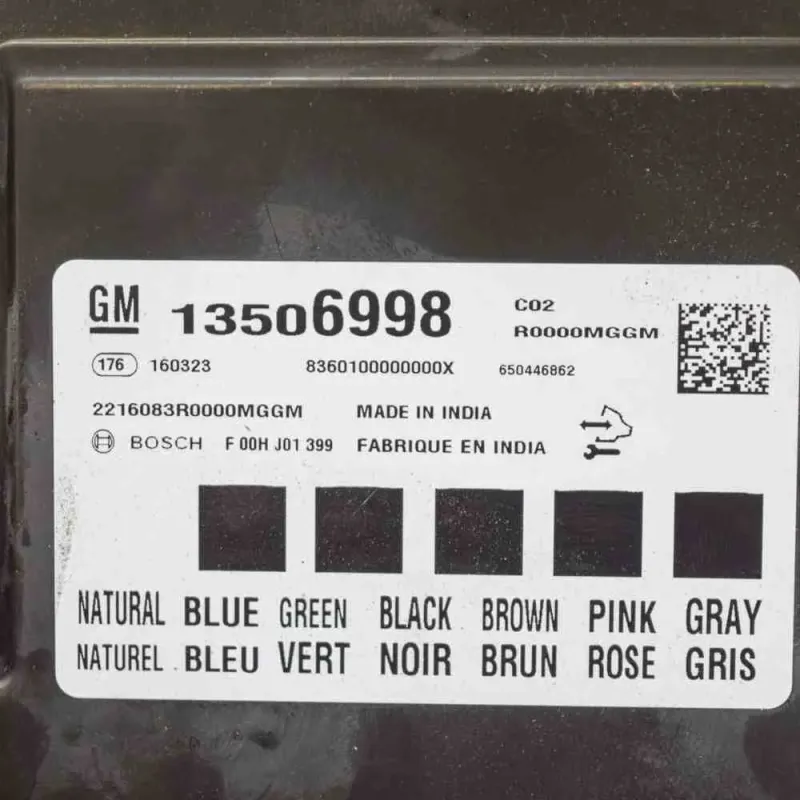 GM 13506998 C02
R0000MGGM
176 160323 8360100000000X 650446862
2216083R0000MGGM MADE IN INDIA
BOSCH F 00H J01 399 FABRIQUE EN INDIA
NATURAL BLUE GREEN BLACK BROWN PINK GRAY
NATUREL BLEU VERT NOIR BRUN ROSE GRIS